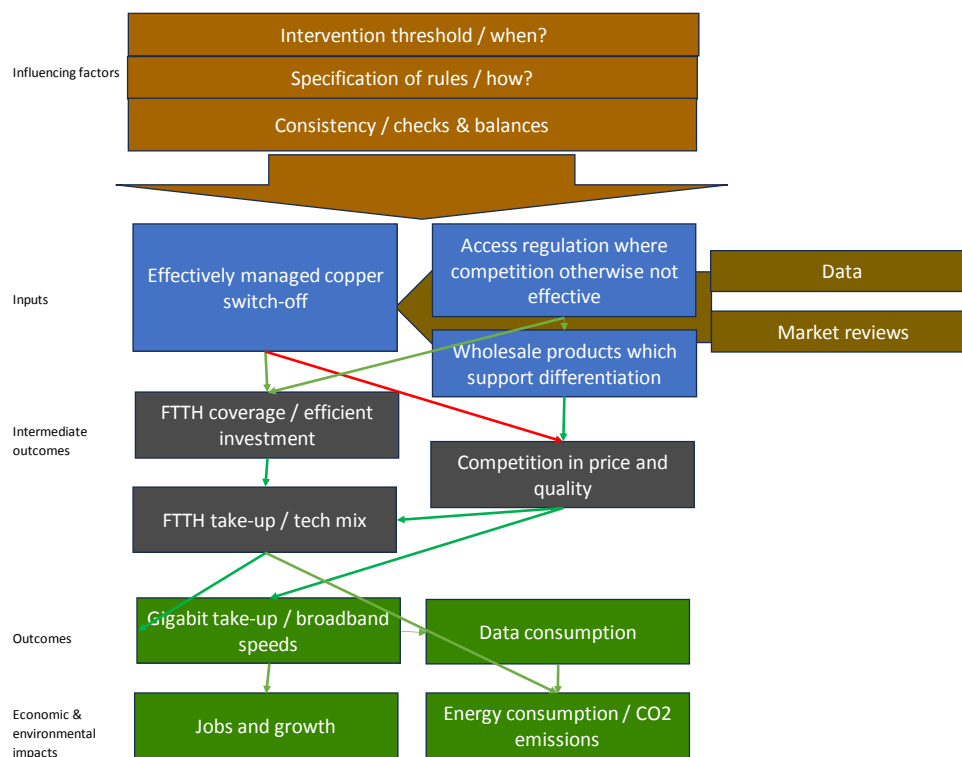 Intervention threshold / when?
Influencing factors
Specification of rules / how?
Consistency / checks & balances
Access regulation where
competition otherwise not
effective
Effectively managed copper
switch-off
Data
Inputs
Market reviews
Wholesale products which
support differentiation
FTTH coverage / efficient
investment
Intermediate
outcomes
Competition in price and
quality
FTTH take-up / tech mix
Gigabit take-up / broadband
speeds
Outcomes
Data consumption
Economic &
environmental
impacts
Jobs and growth
Energy consumption / CO2
emissions